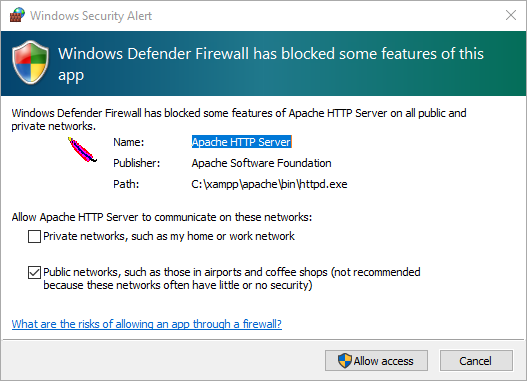 Windows Security Alert
Windows Defender Firewall has blocked some features of this
app
Windows Defender Firewall has blocked some features of Apache HTTP Server on all public and
private networks.
Name: Apache HTTP Server
Publisher: Apache Software Foundation
Path: C:\xampp\apache\bin\httpd.exe
Allow Apache HTTP Server to communicate on these networks:
Private networks, such as my home or work network
Public networks, such as those in airports and coffee shops (not recommended
because these networks often have little or no security)
What are the risks of allowing an app through a firewall?
Allow access Cancel